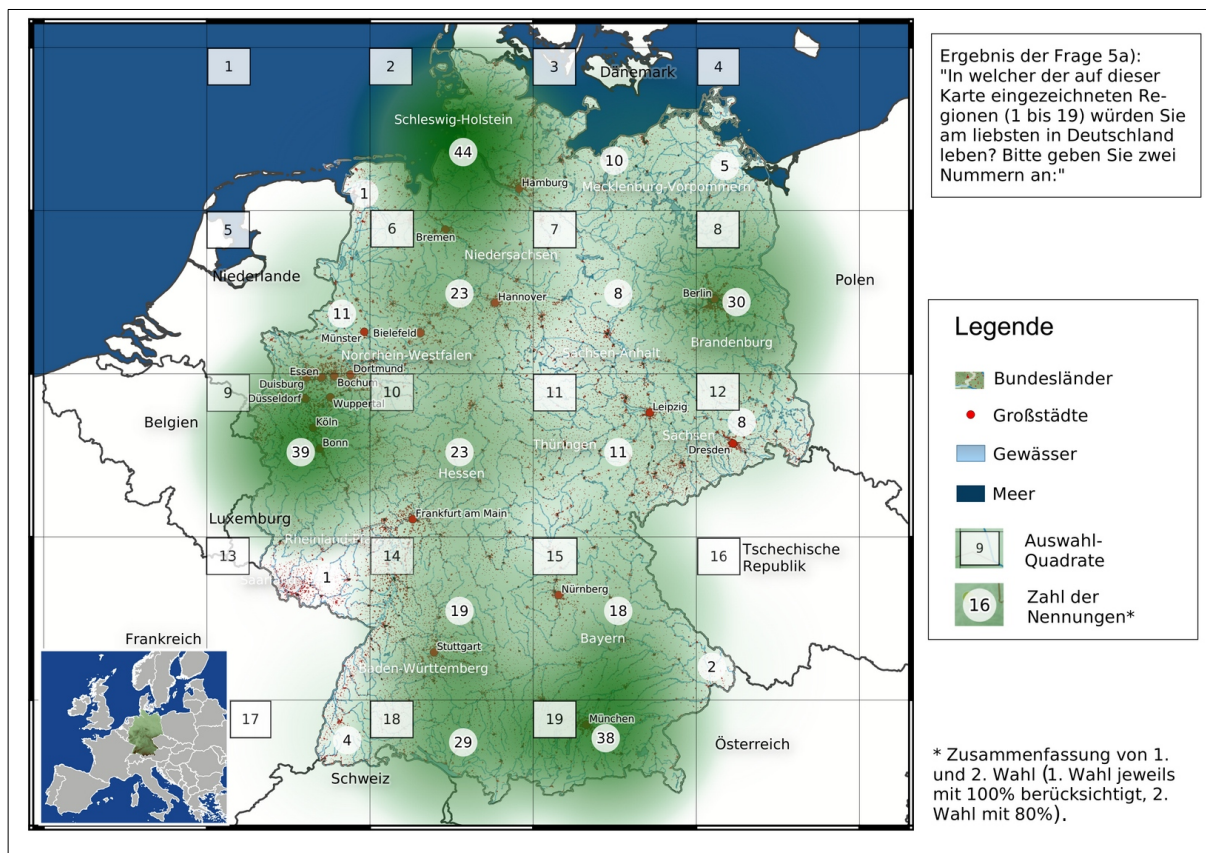 1
2
3
4
Dänemark
Schleswig-Holstein
44
10
5
Hamburg
Mecklenburg-Vorpommern
1
5
6
7
8
Bremen
Niedersachsen
Niederlande
Polen
23
Hannover
8
Berlin
30
11
Münster
Bielefeld
Brandenburg
Nordrhein-Westfalen
Sachsen-Anhalt
Essen
Dortmund
Duisburg
Bochum
9
10
11
12
Düsseldorf
Wuppertal
Leipzig
Belgien
Köln
8
Bonn
Thüringen
Sachsen
Dresden
39
23
11
Hessen
Luxemburg
Frankfurt am Main
Rheinland-Pf
13
14
15
16
Tschechische
Republik
1
Nürnberg
19
18
Frankreich
Bayern
Stuttgart
Baden-Württemberg
2
17
18
19
München
4
29
38
Österreich
Schweiz
Ergebnis der Frage 5a):
"In welcher der auf dieser
Karte eingezeichneten Re-
gionen (1 bis 19) würden Sie
am liebsten in Deutschland
leben? Bitte geben Sie zwei
Nummern an:"
Legende
Bundesländer
Großstädte
Gewässer
Meer
9
Auswahl-
Quadrate
16
Zahl der
Nennungen*
* Zusammenfassung von 1.
und 2. Wahl (1. Wahl jeweils
mit 100% berücksichtigt, 2.
Wahl mit 80%).